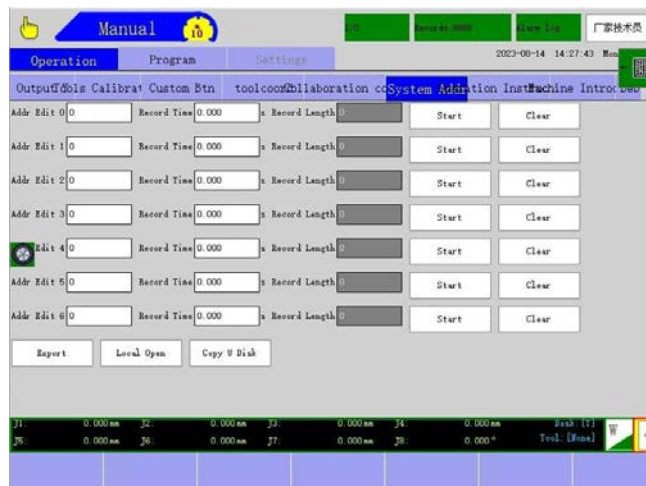 Manual 10 I/O Records Alarm Log 厂家技术员
Operation Program Settings 2023-08-14 14:27:43 Mon
Output Tools Calibrat Custom Btn toolcoor Collaboration co System Addr Machine Introd
Addr Edit 0 0 Record Time 0.000 s Record Length 0 Start Clear
Addr Edit 1 0 Record Time 0.000 s Record Length 0 Start Clear
Addr Edit 2 0 Record Time 0.000 s Record Length 0 Start Clear
Addr Edit 3 0 Record Time 0.000 s Record Length 0 Start Clear
Edit 4 0 Record Time 0.000 s Record Length 0 Start Clear
Addr Edit 5 0 Record Time 0.000 s Record Length 0 Start Clear
Addr Edit 6 0 Record Time 0.000 s Record Length 0 Start Clear
Export Local Open Copy U Disk
J1: 0.000 mm J2: 0.000 mm J3: 0.000 mm J4: 0.000 mm Desk: [T] W
J5: 0.000 mm J6: 0.000 mm J7: 0.000 mm J8: 0.000 ° Tool: [None]